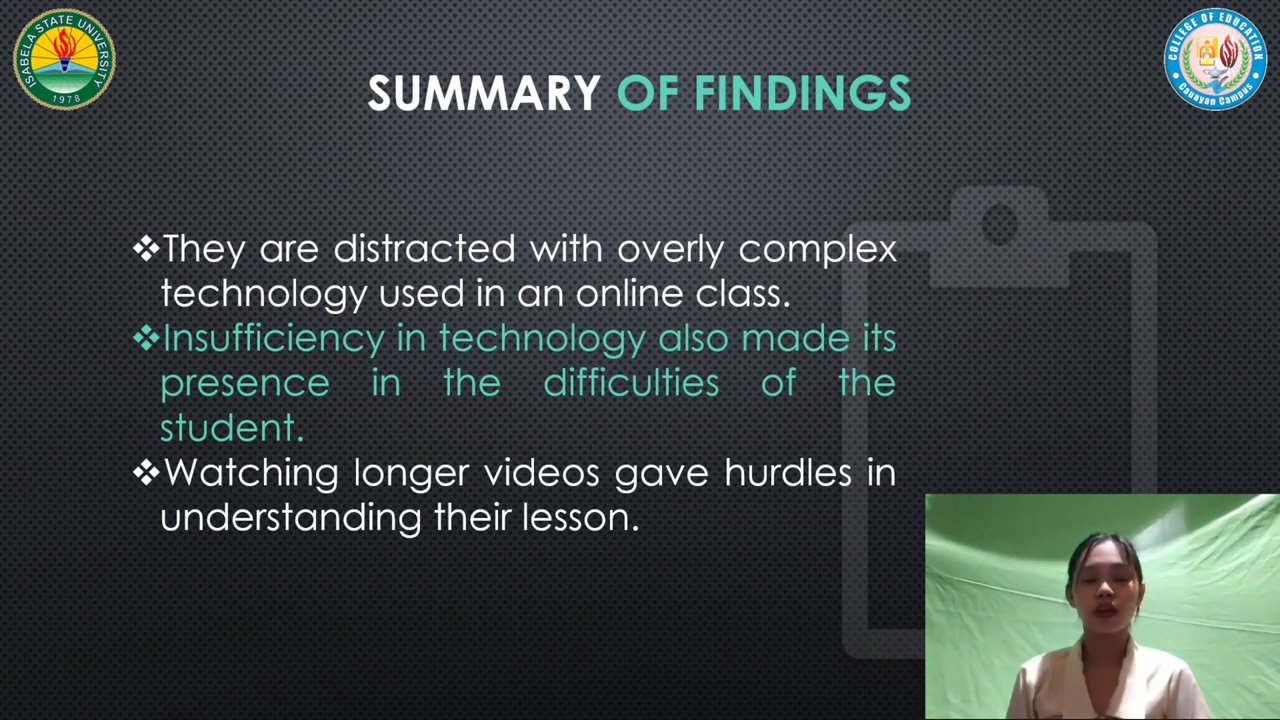 ISABELA STATE UNIVERSITY
1978
COLLEGE OF EDUCATION
Cauayan Campus
SUMMARY OF FINDINGS
❖They are distracted with overly complex
technology used in an online class.
❖Insufficiency in technology also made its
presence in the difficulties of the
student.
❖Watching longer videos gave hurdles in
understanding their lesson.